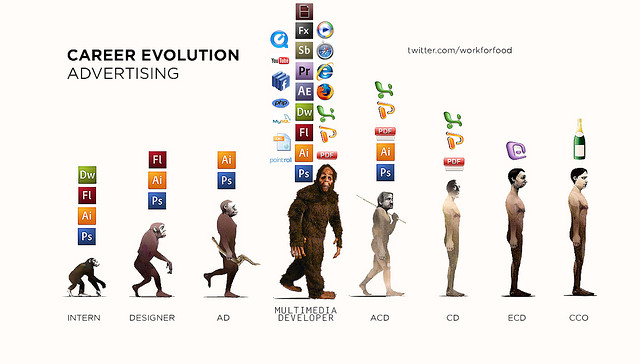 CAREER EVOLUTION
ADVERTISING
twitter.com/workforfood
Dw
Fl
Ai
Ps
Fl
Ai
Ps
Ai
Ps
YouTube
php
MySQL
pointroll
Fx
Sb
Pr
AE
Dw
Fl
Ai
Ps
PDF
PDF
Ai
Ps
PDF
INTERN
DESIGNER
AD
MULTIMEDIA
DEVELOPER
ACD
CD
ECD
CCO